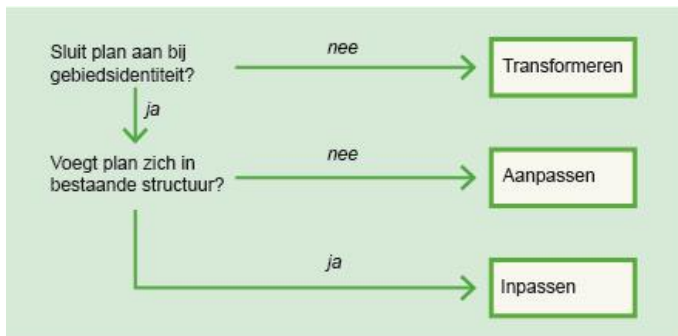 Sluit plan aan bij
gebiedsidentiteit?
nee
Transformeren
ja
Voegt plan zich in
bestaande structuur?
nee
Aanpassen
ja
Inpassen